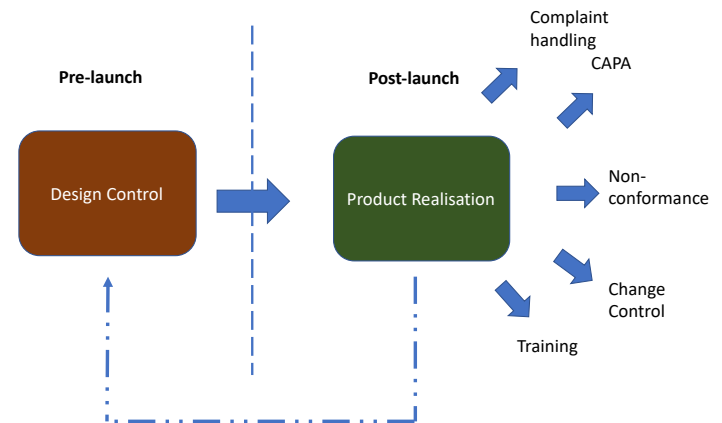 Complaint
handling
CAPA
Pre-launch
Post-launch
Design Control
Product Realisation
Non-
conformance
Change
Control
Training